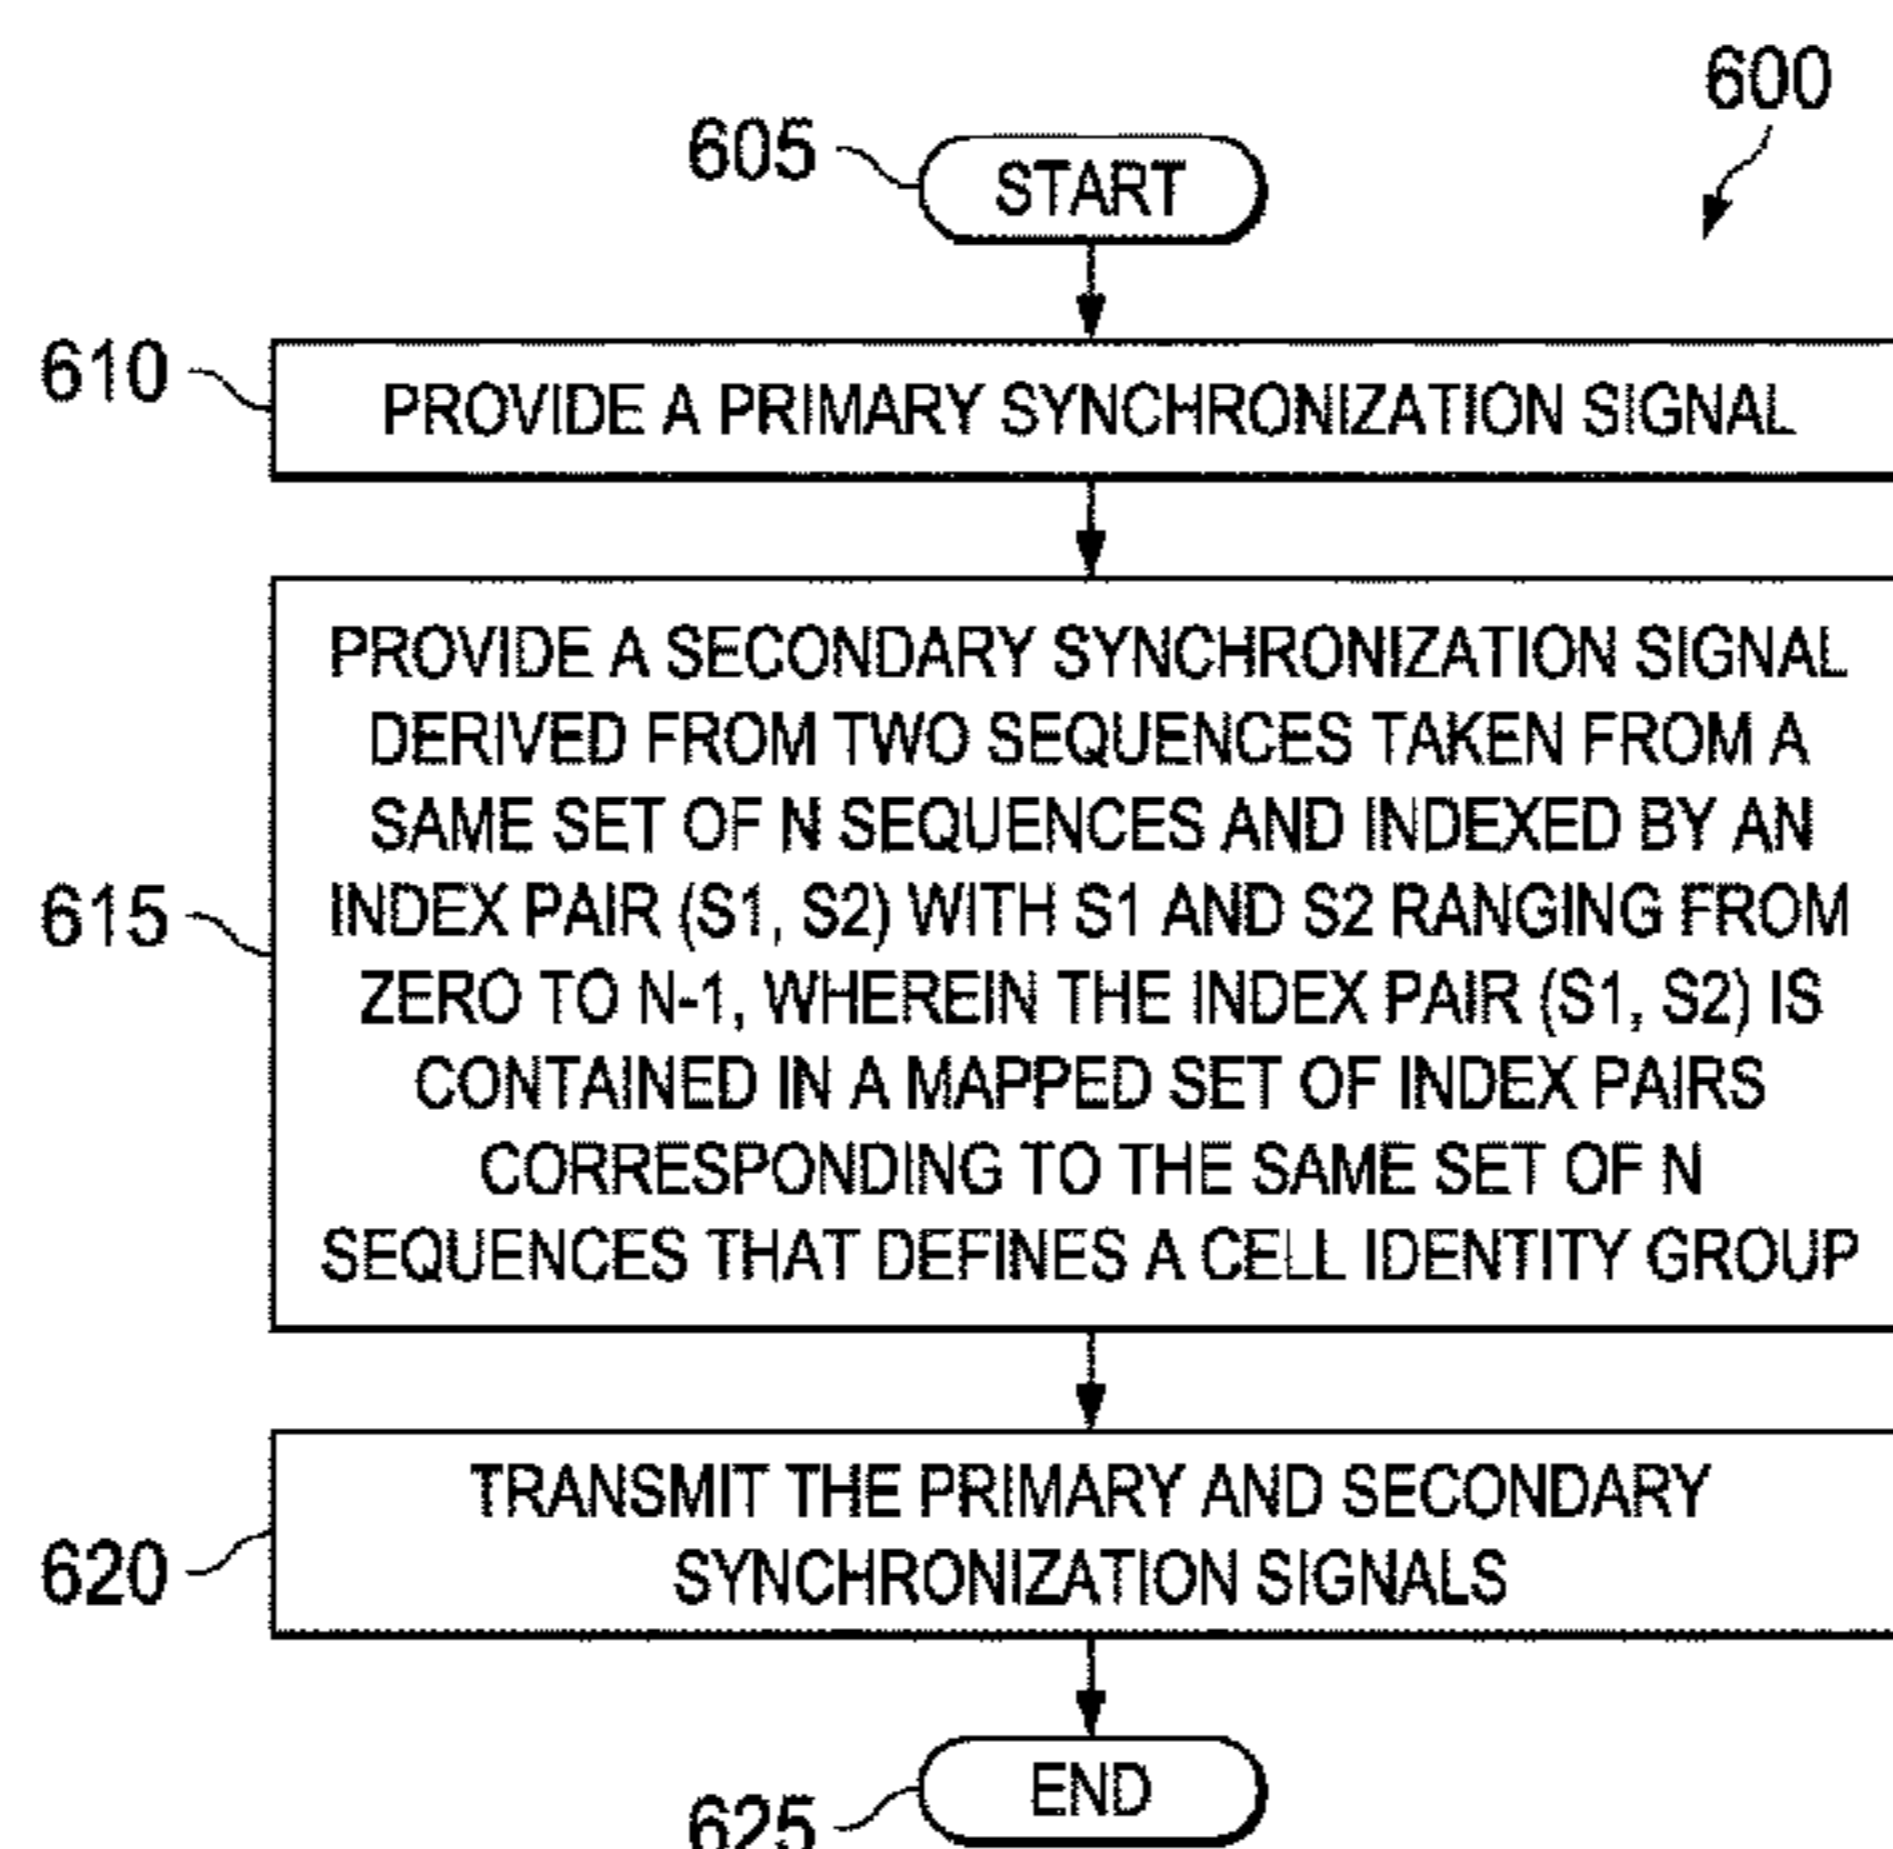 600
605
START
610
PROVIDE A PRIMARY SYNCHRONIZATION SIGNAL
PROVIDE A SECONDARY SYNCHRONIZATION SIGNAL
DERIVED FROM TWO SEQUENCES TAKEN FROM A
SAME SET OF N SEQUENCES AND INDEXED BY AN
615
INDEX PAIR (S1, S2) WITH S1 AND S2 RANGING FROM
ZERO TO N-1, WHEREIN THE INDEX PAIR (S1, S2) IS
CONTAINED IN A MAPPED SET OF INDEX PAIRS
CORRESPONDING TO THE SAME SET OF N
SEQUENCES THAT DEFINES A CELL IDENTITY GROUP
620
TRANSMIT THE PRIMARY AND SECONDARY
SYNCHRONIZATION SIGNALS
END
625